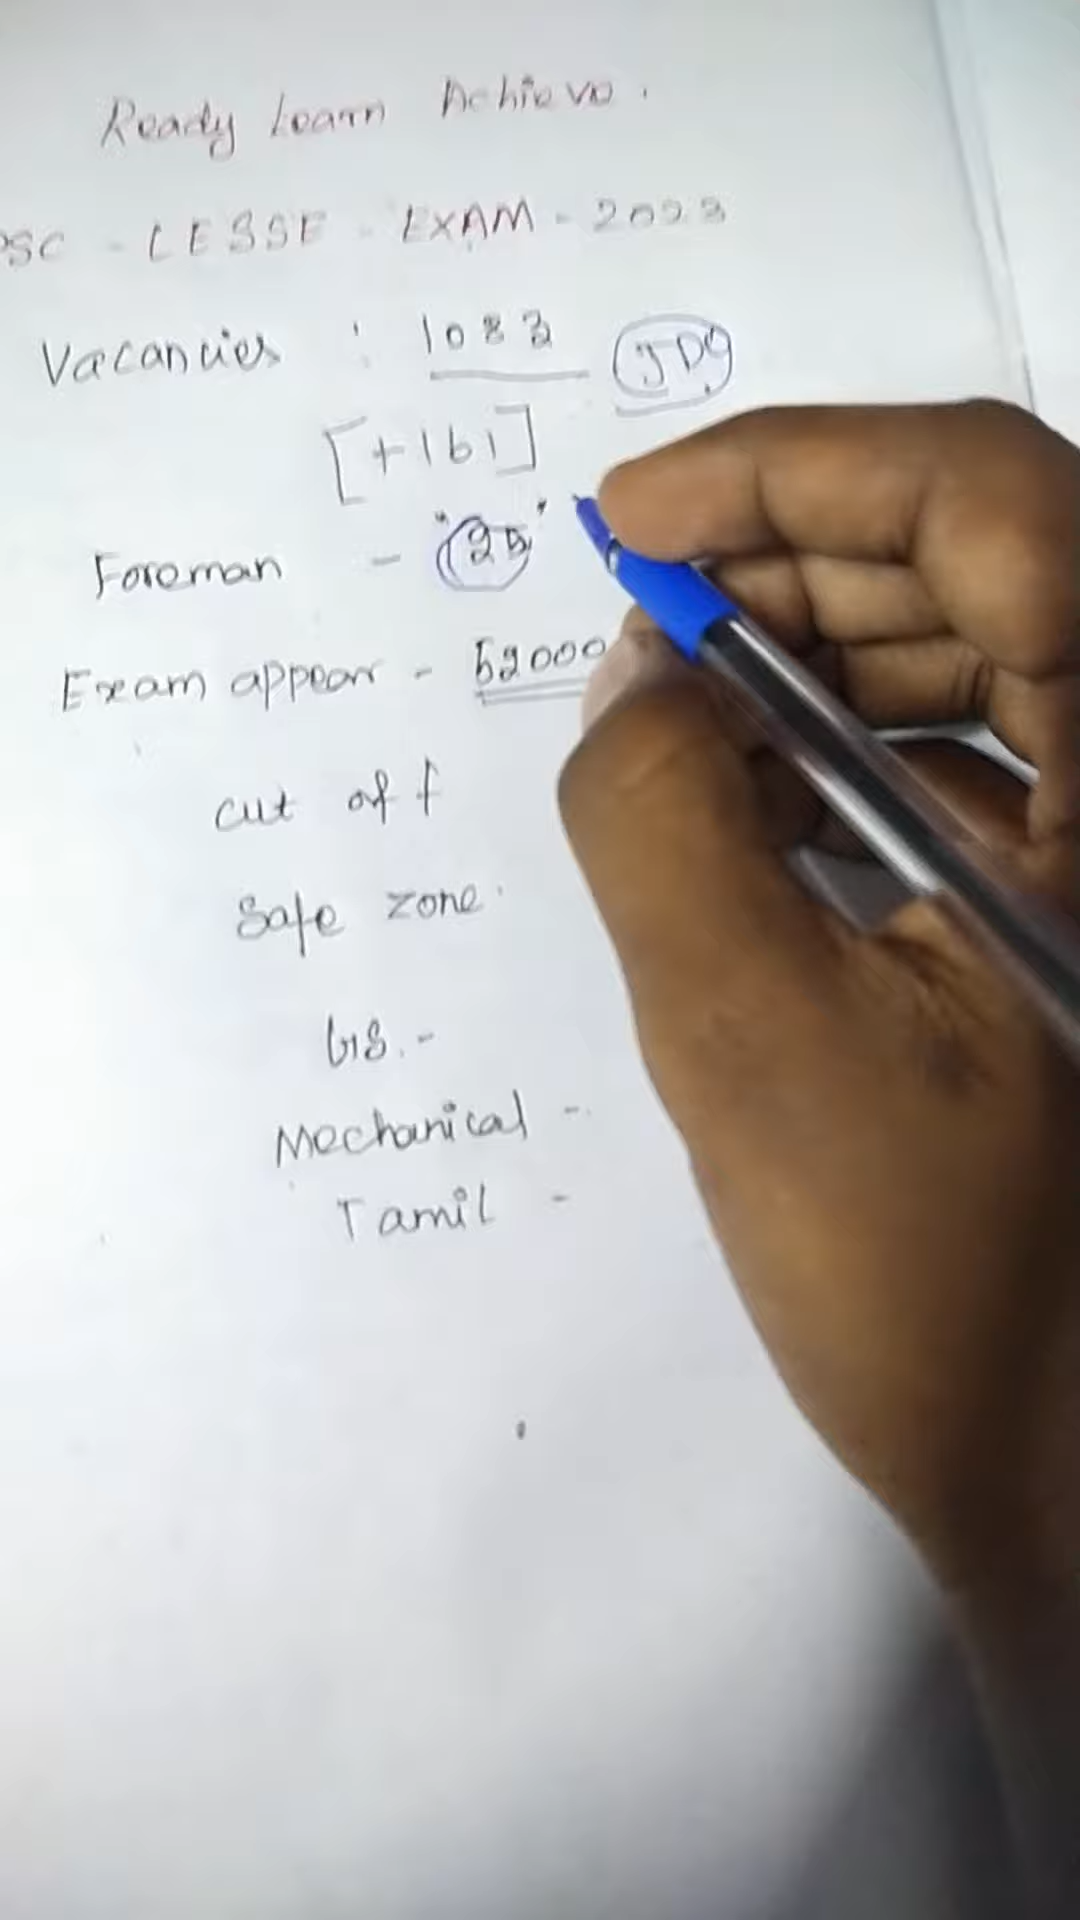 Ready Learn Achieve.
PSC - CESSE - EXAM - 2023
Vacancies : 1083 JDO
[+161]
Foreman - "25"
Exam appear - 52000
cut off
Safe zone.
GS. -
Mechanical -
Tamil -